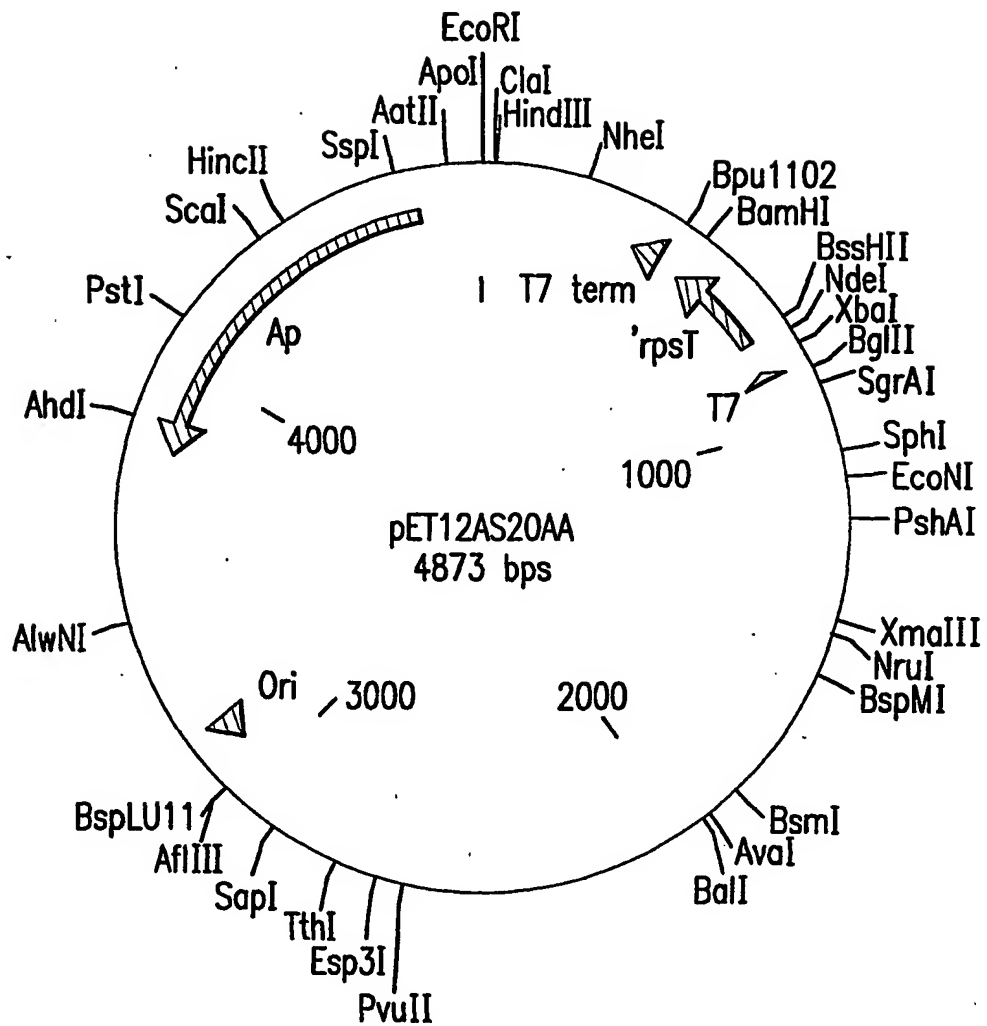 EcoRI
ApoI
ClaI
AatII
HindIII
SspI
NheI
HincII
Bpu1102
ScaI
BamHI
BssHII
PstI
NdeI
I T7 term
XbaI
Ap
'rpsT
BglII
SgrAI
AhdI
T7
4000
SphI
1000
EcoNI
pET12AS20AA
PshAI
4873 bps
AlwNI
XmaIII
NruI
Ori
3000
2000
BspMI
BspLU11
BsmI
AflIII
AvaI
SapI
BalI
TthI
Esp3I
PvuII